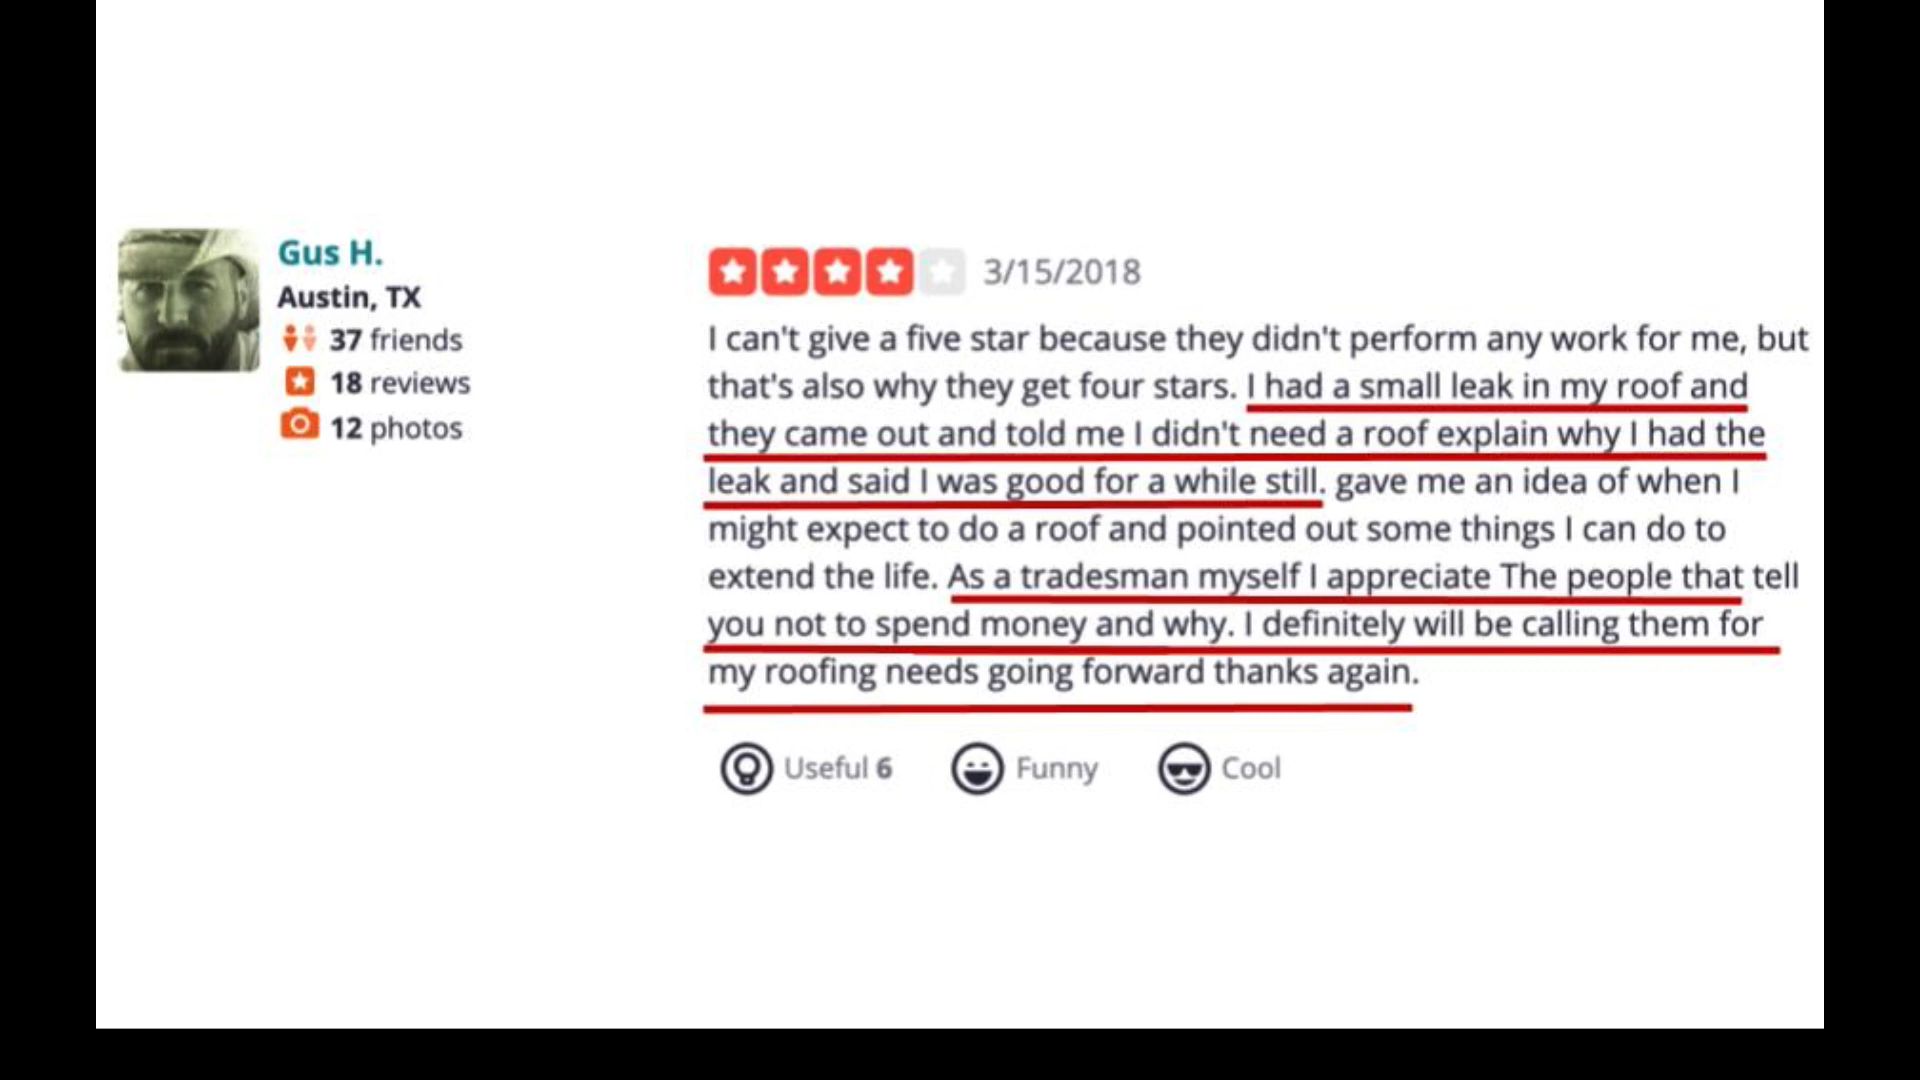 Gus H.
Austin, TX
37 friends
18 reviews
12 photos
3/15/2018
I can't give a five star because they didn't perform any work for me, but
that's also why they get four stars. I had a small leak in my roof and
they came out and told me I didn't need a roof explain why I had the
leak and said I was good for a while still. gave me an idea of when I
might expect to do a roof and pointed out some things I can do to
extend the life. As a tradesman myself I appreciate The people that tell
you not to spend money and why. I definitely will be calling them for
my roofing needs going forward thanks again.
Useful 6 Funny Cool